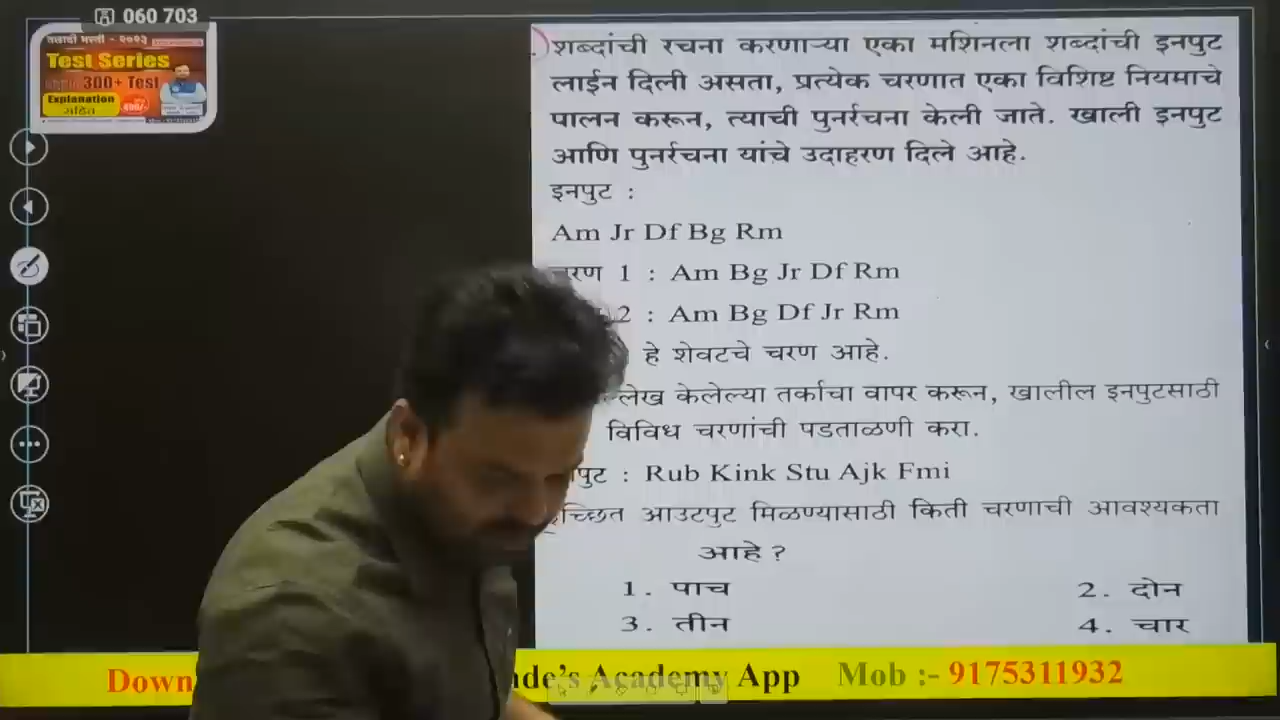 060 703
तलाठी भरती - २०२३
Test Series
300+ Test
Explanation
सहित
शब्दांची रचना करणाऱ्या एका मशिनला शब्दांची इनपुट
लाईन दिली असता, प्रत्येक चरणात एका विशिष्ट नियमाचे
पालन करून, त्याची पुनर्रचना केली जाते. खाली इनपुट
आणि पुनर्रचना यांचे उदाहरण दिले आहे.
इनपुट :
Am Jr Df Bg Rm
1 : Am Bg Jr Df Rm
2 : Am Bg Df Jr Rm
हे शेवटचे चरण आहे.
केलेल्या तर्काचा वापर करून, खालील इनपुटसाठी
विविध चरणांची पडताळणी करा.
: Rub Kink Stu Ajk Fmi
आउटपुट मिळण्यासाठी किती चरणाची आवश्यकता
आहे ?
1. पाच 2. दोन
3. तीन 4. चार
Academy App Mob :- 9175311932